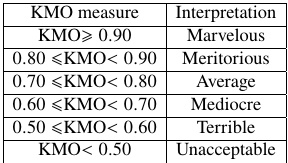 KMO measure Interpretation
KMO⩾ 0.90 Marvelous
0.80 ⩽KMO< 0.90 Meritorious
0.70 ⩽KMO< 0.80 Average
0.60 ⩽KMO< 0.70 Mediocre
0.50 ⩽KMO< 0.60 Terrible
KMO< 0.50 Unacceptable